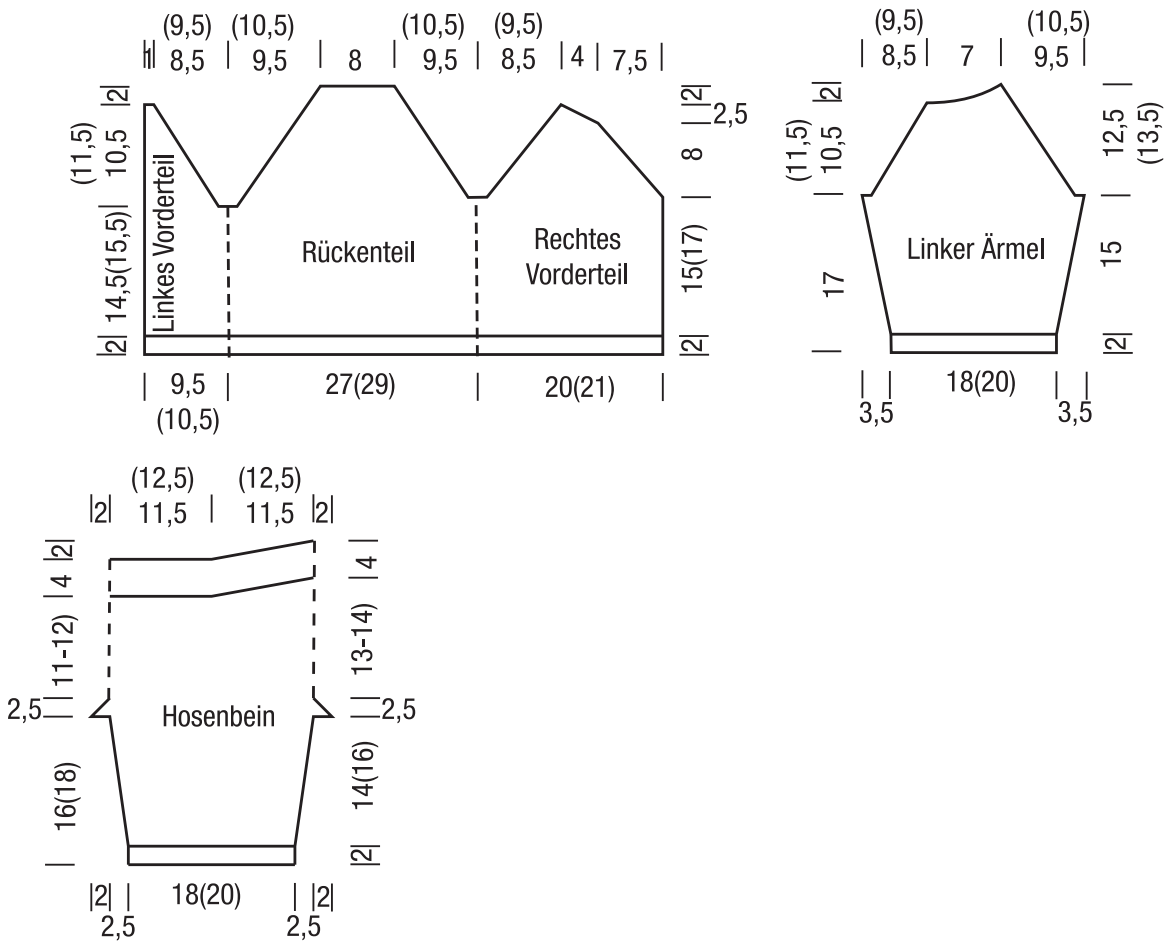 (9,5) (10,5) (10,5) (9,5)
1 8,5 9,5 8 9,5 8,5 4 7,5
2
10,5
(11,5)
14,5(15,5)
2
Linkes Vorderteil
Rückenteil
Rechtes
Vorderteil
2
2,5
8
15(17)
2
9,5 27(29) 20(21)
(10,5)
(9,5) (10,5)
8,5 7 9,5
2
10,5
(11,5)
17
Linker Ärmel
12,5
(13,5)
15
2
18(20)
3,5 3,5
(12,5) (12,5)
2 11,5 11,5 2
2
4
11-12)
2,5
16(18)
Hosenbein
4
13-14)
2,5
14(16)
2
2 18(20) 2
2,5 2,5